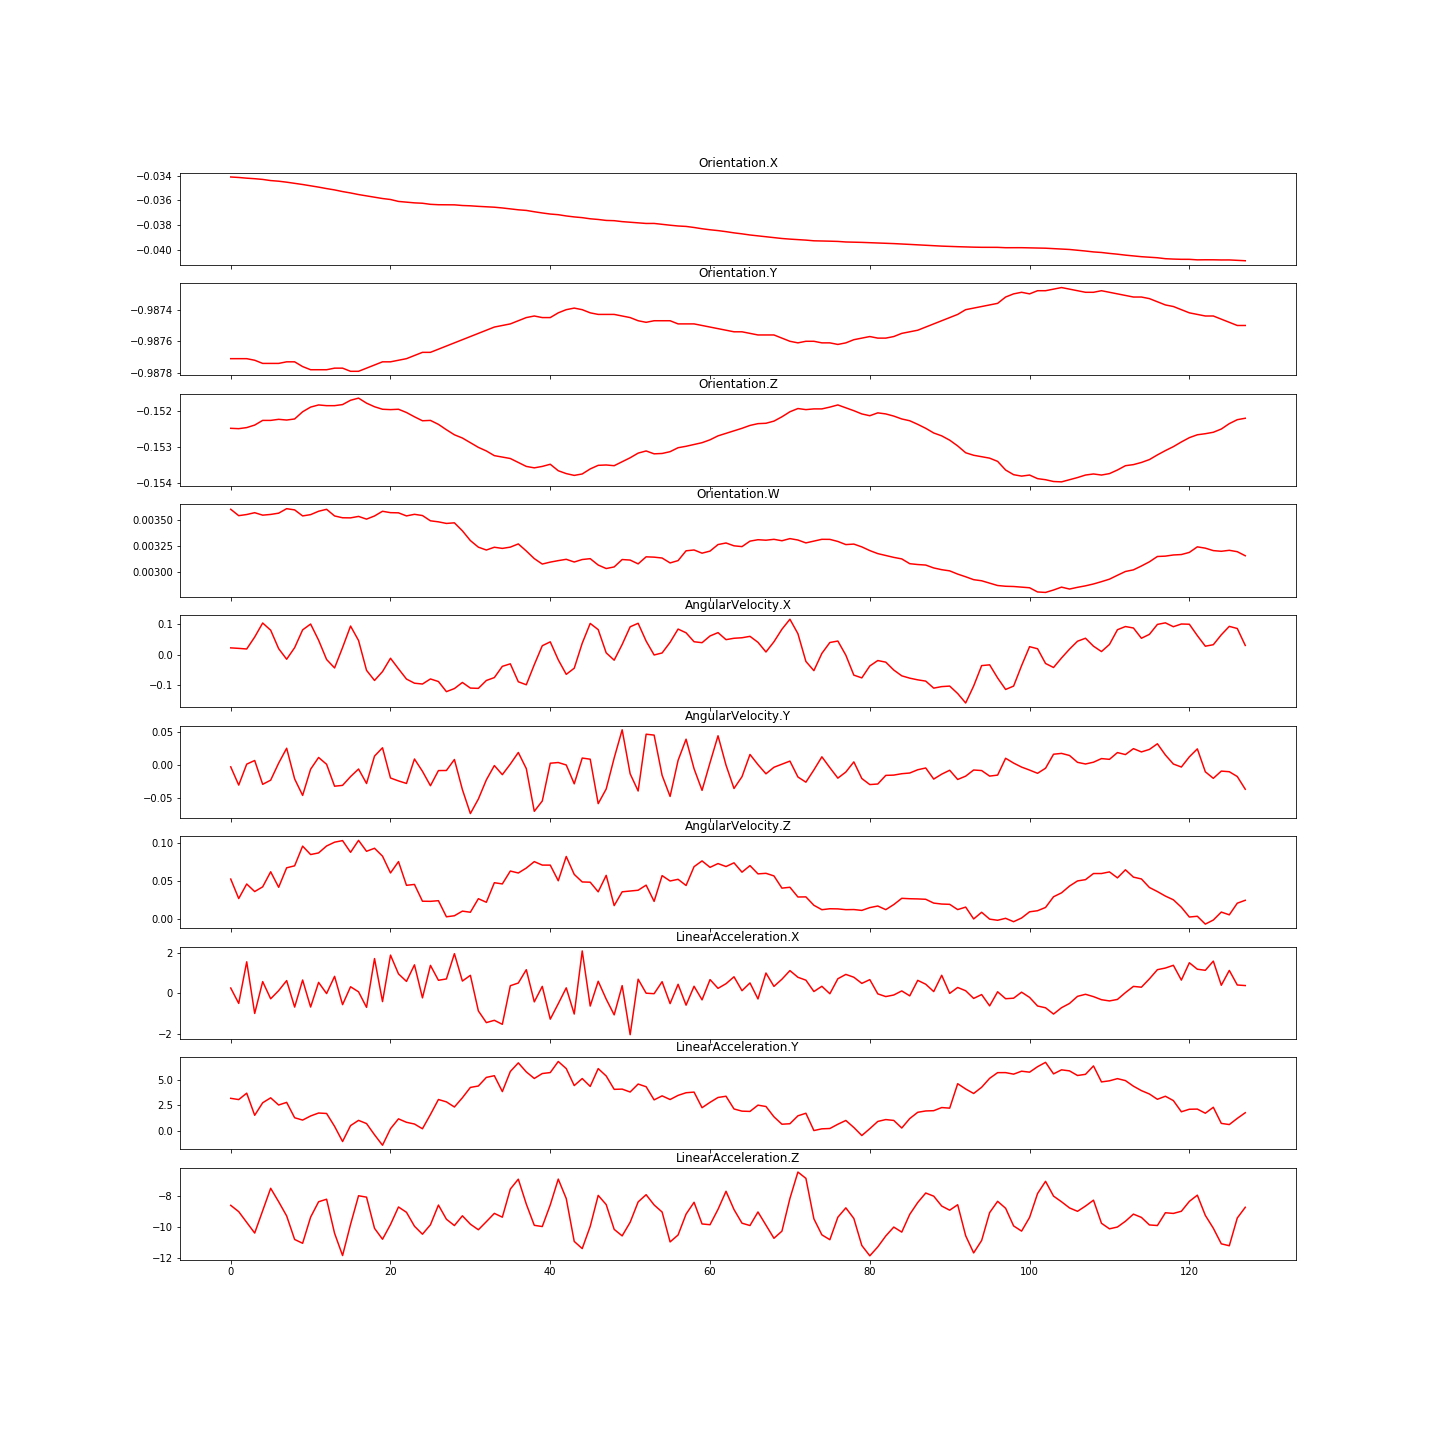 Orientation.X
−0.034
−0.036
−0.038
−0.040
Orientation.Y
−0.9874
−0.9876
−0.9878
Orientation.Z
−0.152
−0.153
−0.154
Orientation.W
0.00350
0.00325
0.00300
AngularVelocity.X
0.1
0.0
−0.1
AngularVelocity.Y
0.05
0.00
−0.05
AngularVelocity.Z
0.10
0.05
0.00
LinearAcceleration.X
2
0
−2
LinearAcceleration.Y
5.0
2.5
0.0
LinearAcceleration.Z
−8
−10
−12
0 20 40 60 80 100 120